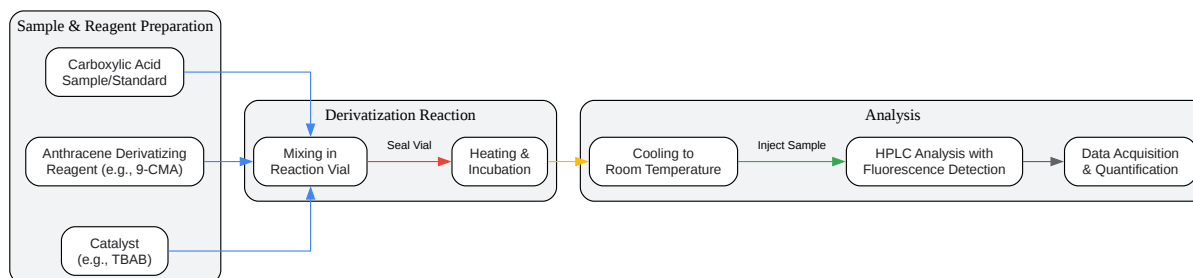 Sample & Reagent Preparation
Carboxylic Acid
Sample/Standard
Anthracene Derivatizing
Reagent (e.g., 9-CMA)
Catalyst
(e.g., TBAB)
Derivatization Reaction
Mixing in
Reaction Vial
Seal Vial
Heating &
Incubation
Analysis
Cooling to
Room Temperature
Inject Sample
HPLC Analysis with
Fluorescence Detection
Data Acquisition
& Quantification